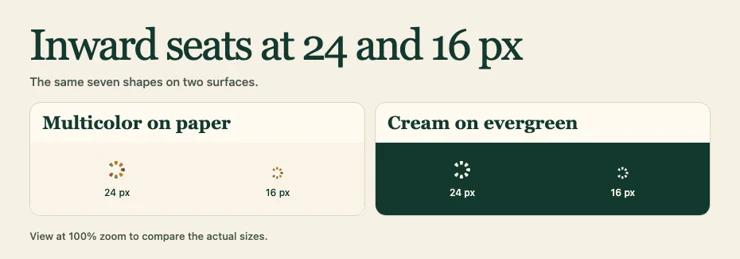 Inward seats at 24 and 16 px
The same seven shapes on two surfaces.
Multicolor on paper
24 px
16 px
Cream on evergreen
24 px
16 px
View at 100% zoom to compare the actual sizes.